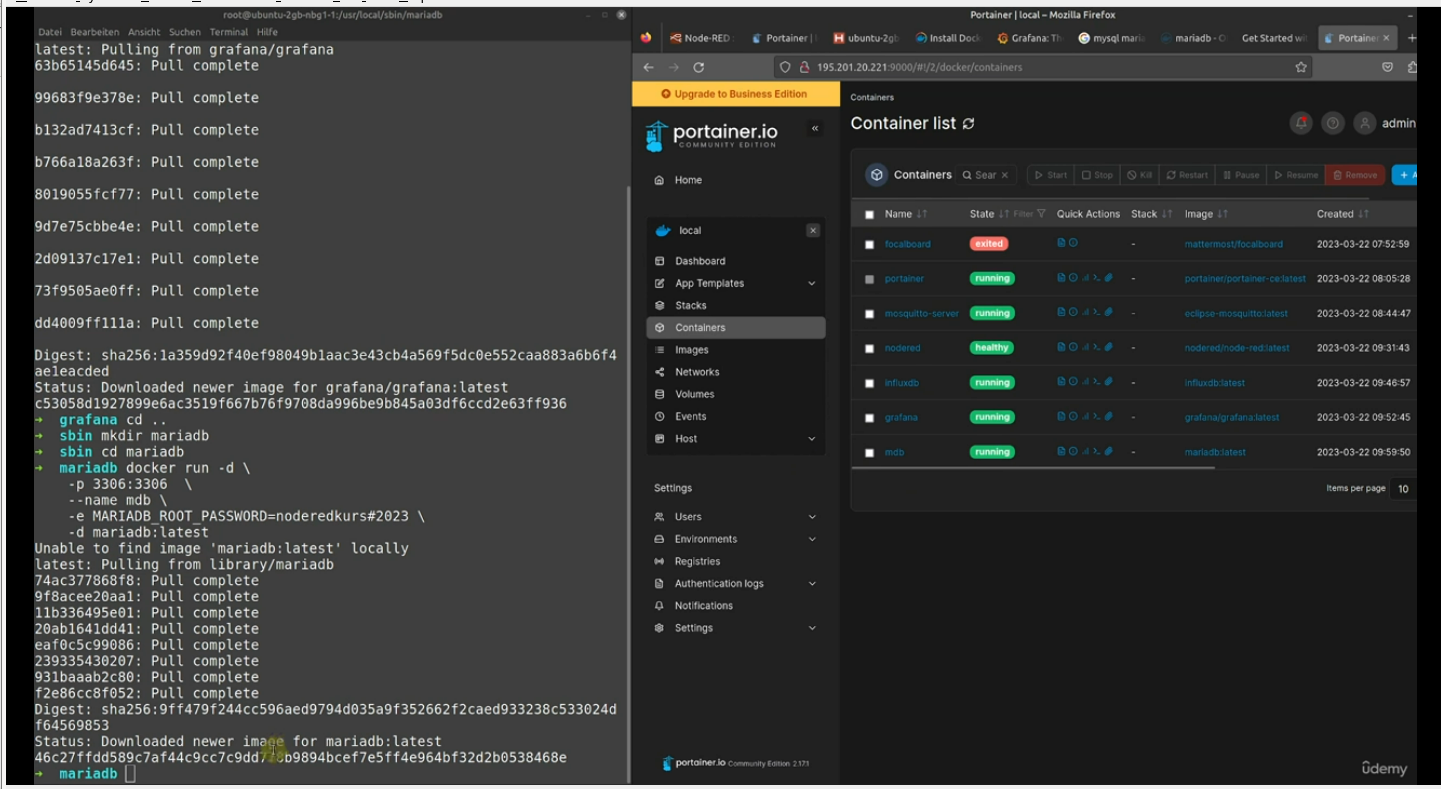 root@ubuntu-2gb-nbg1-1:/usr/local/sbin/mariadb
Datei Bearbeiten Ansicht Suchen Terminal Hilfe
latest: Pulling from grafana/grafana
63b65145d645: Pull complete
99683f9e378e: Pull complete
b132ad7413cf: Pull complete
b766a18a263f: Pull complete
8019055fcf77: Pull complete
9d7e75cbbe4e: Pull complete
2d09137c17e1: Pull complete
73f9505ae0ff: Pull complete
dd4009ff111a: Pull complete
Digest: sha256:1a359d92f40ef98049b1aac3e43cb4a569f5dc0e552caa883a6b6f4
ae1eacded
Status: Downloaded newer image for grafana/grafana:latest
c53058d1927899e6ac3519f667b76f9708da996be9b845a03df6ccd2e63ff936
→ grafana cd ..
→ sbin mkdir mariadb
→ sbin cd mariadb
→ mariadb docker run -d \
-p 3306:3306 \
--name mdb \
-e MARIADB_ROOT_PASSWORD=noderedkurs#2023 \
-d mariadb:latest
Unable to find image 'mariadb:latest' locally
latest: Pulling from library/mariadb
74ac377868f8: Pull complete
9f8acee20aa1: Pull complete
11b336495e01: Pull complete
20ab1641dd41: Pull complete
eaf0c5c99086: Pull complete
239335430207: Pull complete
931baaab2c80: Pull complete
f2e86cc8f052: Pull complete
Digest: sha256:9ff479f244cc596aed9794d035a9f352662f2caed933238c533024d
f64569853
Status: Downloaded newer image for mariadb:latest
→ mariadb
Portainer | local – Mozilla Firefox
Node-RED Portainer | ubuntu-2gb Install Dock Grafana: Th mysql maria mariadb - O Get Started wi Portainer
195.201.20.221:9000/#!/2/docker/containers
Upgrade to Business Edition
portainer.io
COMMUNITY EDITION
Home
local
Dashboard
App Templates
Stacks
Containers
Images
Networks
Volumes
Events
Host
Settings
Users
Environments
Registries
Authentication logs
Notifications
Settings
portainer.io Community Edition 2.17.1
Containers
Container list
admin
Containers Sear Start Stop Kill Restart Pause Resume Remove + A
Name State Filter Quick Actions Stack Image Created
focalboard exited - mattermost/focalboard 2023-03-22 07:52:59
portainer running - portainer/portainer-ce:latest 2023-03-22 08:05:28
mosquitto-server running - eclipse-mosquitto:latest 2023-03-22 08:44:47
nodered healthy - nodered/node-red:latest 2023-03-22 09:31:43
influxdb running - influxdb:latest 2023-03-22 09:46:57
grafana running - grafana/grafana:latest 2023-03-22 09:52:45
mdb running - mariadb:latest 2023-03-22 09:59:50
Items per page 10
ûdemy